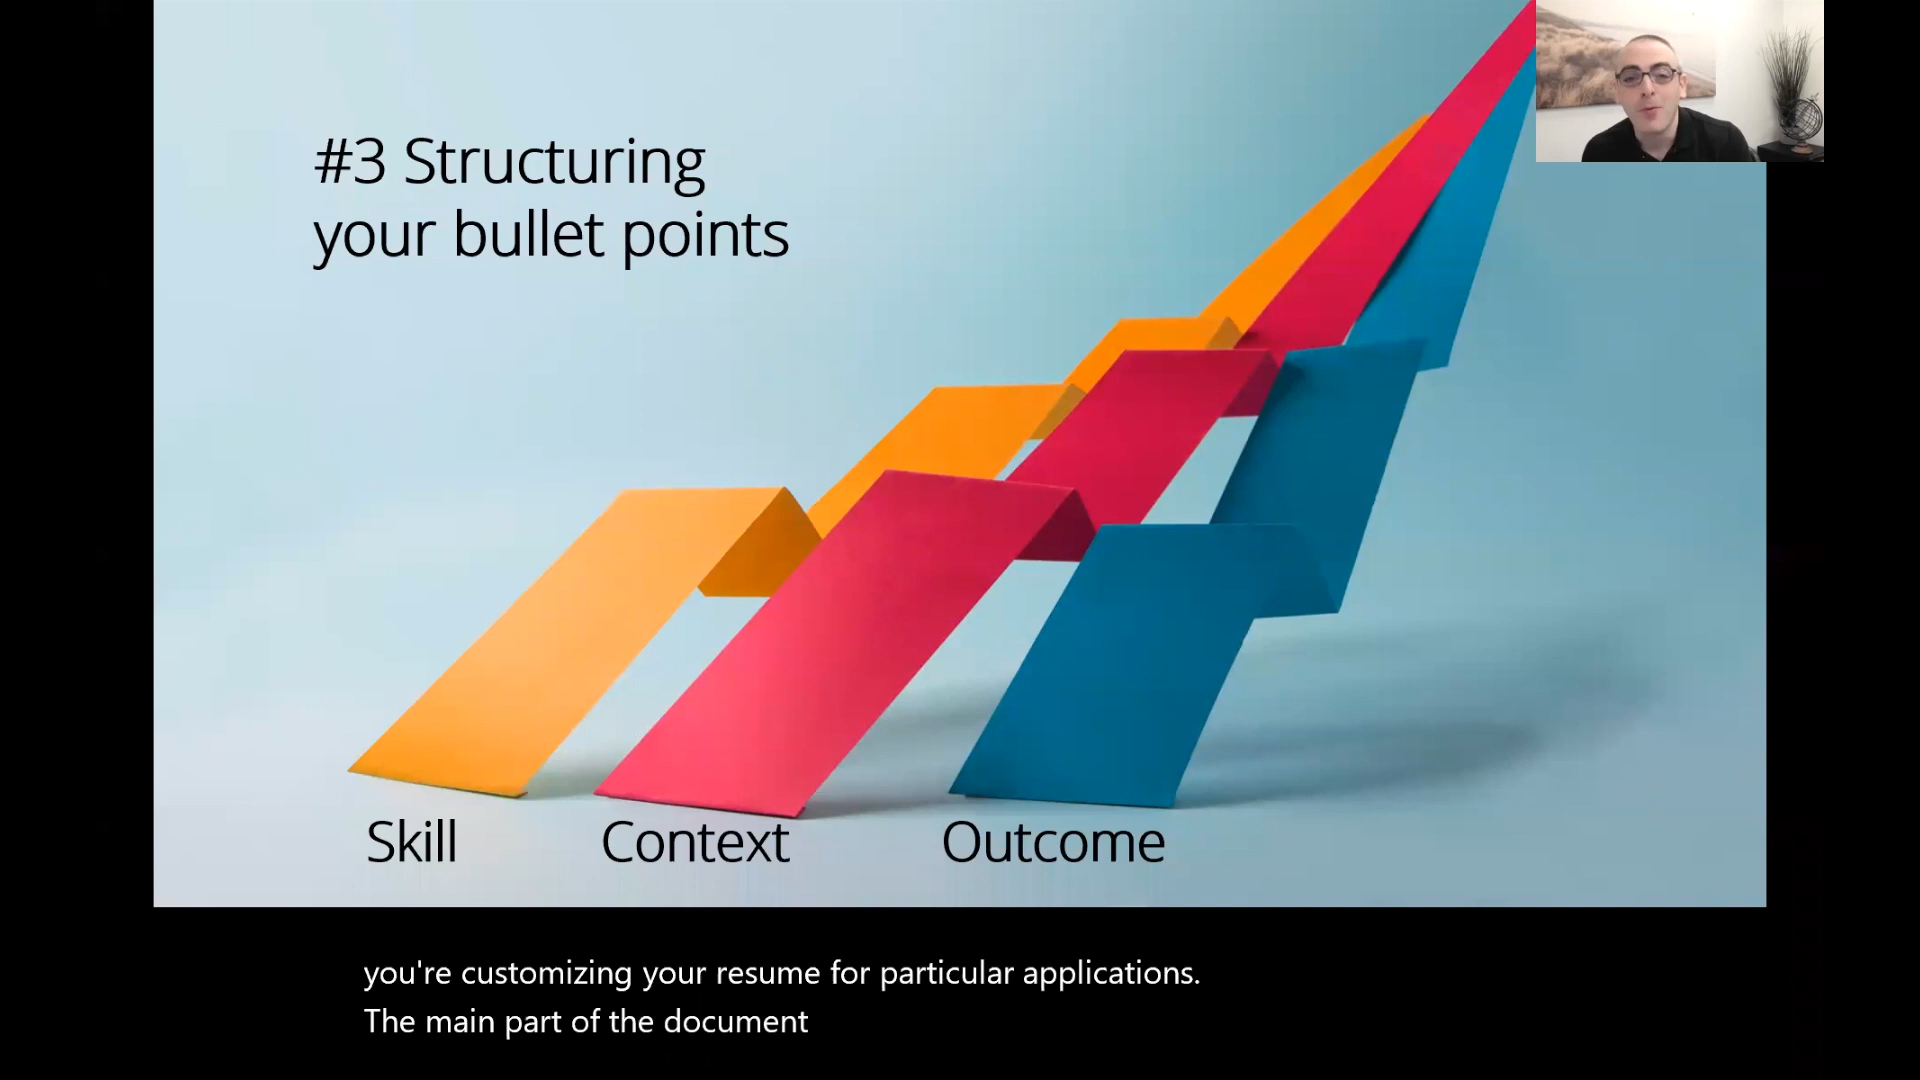 #3 Structuring
your bullet points
Skill Context Outcome
you're customizing your resume for particular applications.
The main part of the document